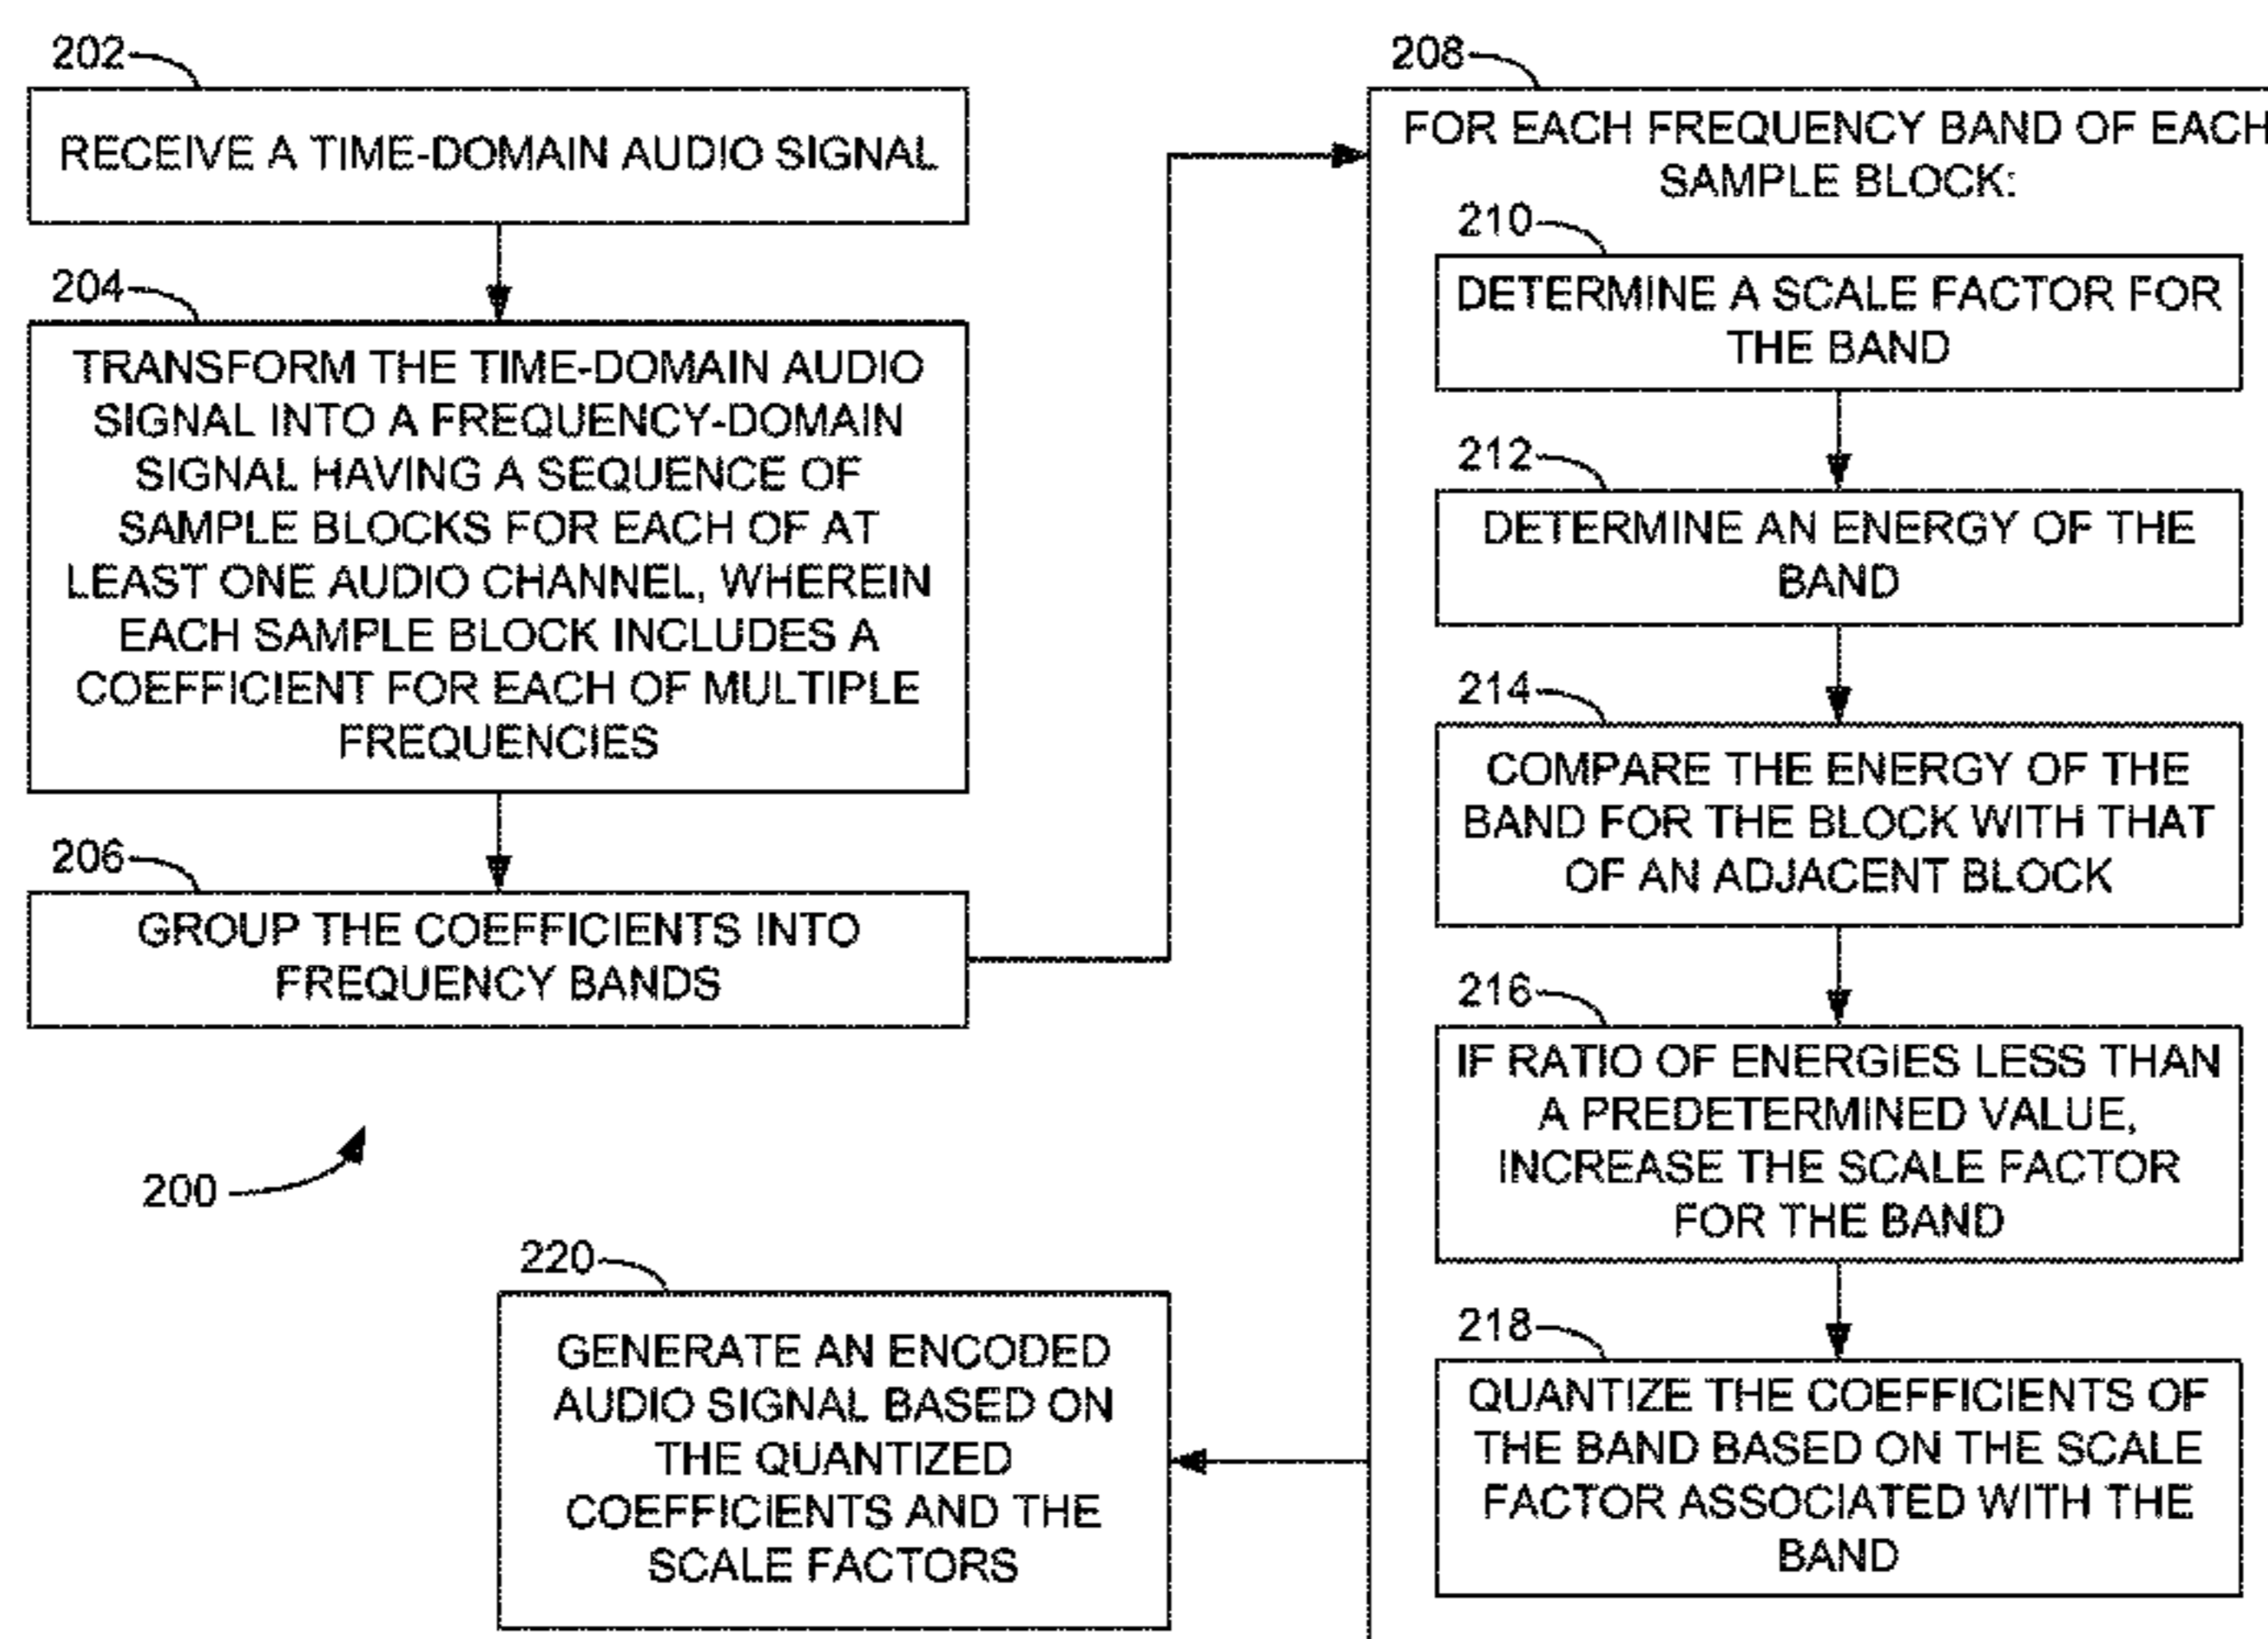 202
RECEIVE A TIME-DOMAIN AUDIO SIGNAL
204
TRANSFORM THE TIME-DOMAIN AUDIO
SIGNAL INTO A FREQUENCY-DOMAIN
SIGNAL HAVING A SEQUENCE OF
SAMPLE BLOCKS FOR EACH OF AT
LEAST ONE AUDIO CHANNEL, WHEREIN
EACH SAMPLE BLOCK INCLUDES A
COEFFICIENT FOR EACH OF MULTIPLE
FREQUENCIES
206
GROUP THE COEFFICIENTS INTO
FREQUENCY BANDS
200
208
FOR EACH FREQUENCY BAND OF EACH
SAMPLE BLOCK:
210
DETERMINE A SCALE FACTOR FOR
THE BAND
212
DETERMINE AN ENERGY OF THE
BAND
214
COMPARE THE ENERGY OF THE
BAND FOR THE BLOCK WITH THAT
OF AN ADJACENT BLOCK
216
IF RATIO OF ENERGIES LESS THAN
A PREDETERMINED VALUE,
INCREASE THE SCALE FACTOR
FOR THE BAND
218
QUANTIZE THE COEFFICIENTS OF
THE BAND BASED ON THE SCALE
FACTOR ASSOCIATED WITH THE
BAND
220
GENERATE AN ENCODED
AUDIO SIGNAL BASED ON
THE QUANTIZED
COEFFICIENTS AND THE
SCALE FACTORS